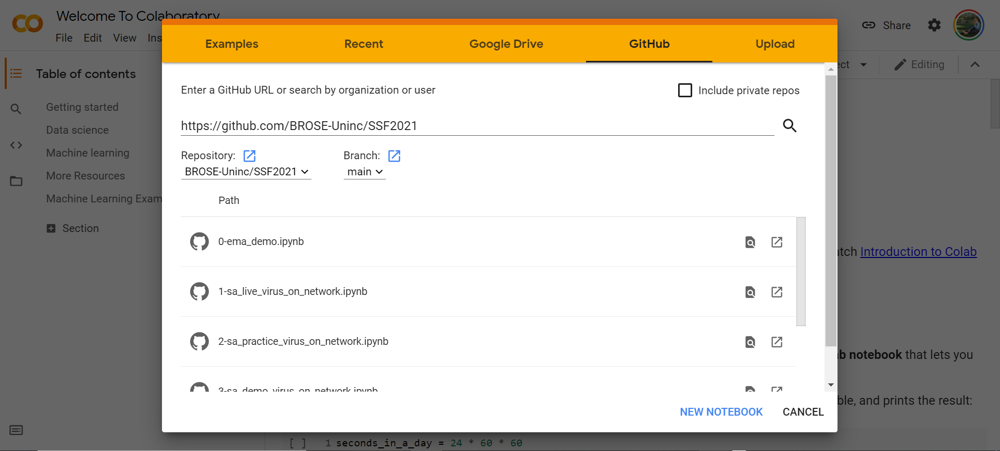 Welcome To Colaboratory
File Edit View Ins
Share
Table of contents
Getting started
Data science
Machine learning
More Resources
Machine Learning Exam
Section
Examples Recent Google Drive GitHub Upload
Enter a GitHub URL or search by organization or user
Include private repos
https://github.com/BROSE-Uninc/SSF2021
Repository:
Branch:
BROSE-Uninc/SSF2021
main
Path
0-ema_demo.ipynb
1-sa_live_virus_on_network.ipynb
2-sa_practice_virus_on_network.ipynb
3-sa_demo_virus_on_network.ipynb
NEW NOTEBOOK CANCEL
ect
Editing
atch Introduction to Colab
ab notebook that lets you
ble, and prints the result:
[ ] 1 seconds_in_a_day = 24 * 60 * 60